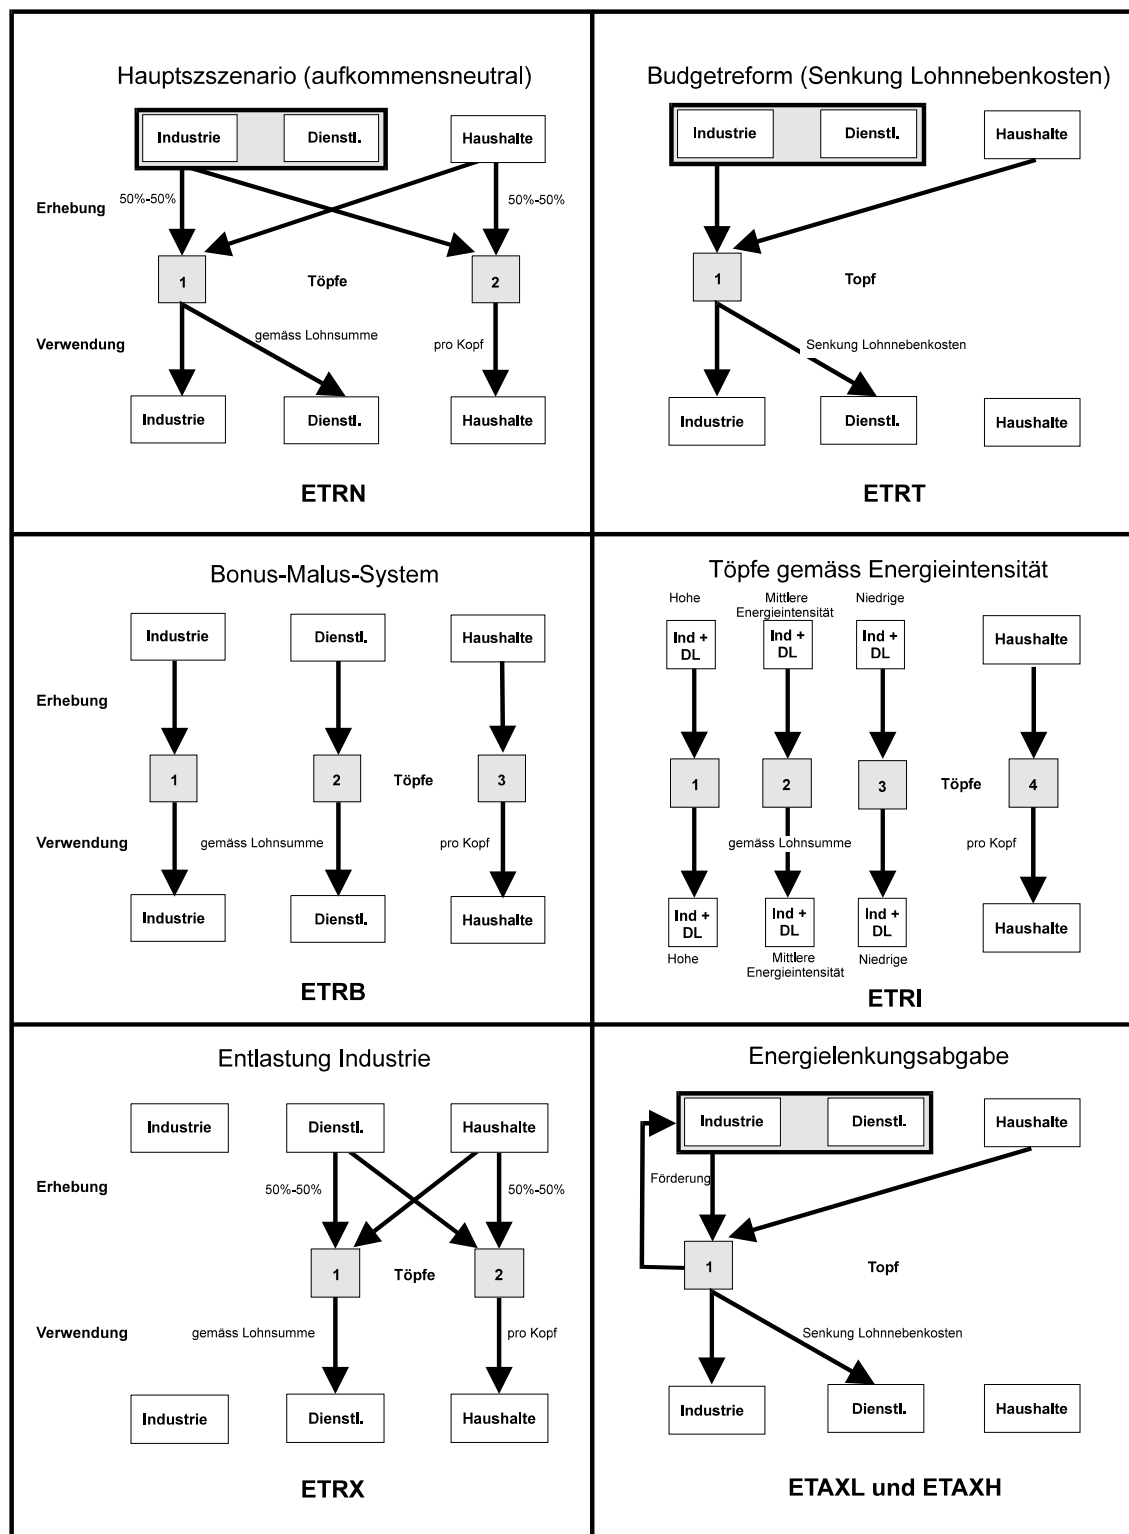 Hauptszszenario (aufkommensneutral)
Industrie
Dienstl.
Haushalte
50%-50%
50%-50%
Erhebung
1
Töpfe
2
gemäss Lohnsumme
pro Kopf
Verwendung
Industrie
Dienstl.
Haushalte
ETRN
Budgetreform (Senkung Lohnnebenkosten)
Industrie
Dienstl.
Haushalte
1
Topf
Senkung Lohnnebenkosten
Industrie
Dienstl.
Haushalte
ETRT
Bonus-Malus-System
Industrie
Dienstl.
Haushalte
Erhebung
1
2
Töpfe
3
Verwendung
gemäss Lohnsumme
pro Kopf
Industrie
Dienstl.
Haushalte
ETRB
Töpfe gemäss Energieintensität
Hohe
Mittlere
Energieintensität
Niedrige
Ind +
DL
Ind +
DL
Ind +
DL
Haushalte
1
2
3
Töpfe
4
gemäss Lohnsumme
pro Kopf
Ind +
DL
Ind +
DL
Ind +
DL
Haushalte
Hohe
Mittlere
Energieintensität
Niedrige
ETRI
Entlastung Industrie
Industrie
Dienstl.
Haushalte
Erhebung
50%-50%
50%-50%
1
Töpfe
2
Verwendung
gemäss Lohnsumme
pro Kopf
Industrie
Dienstl.
Haushalte
ETRX
Energielenkungsabgabe
Industrie
Dienstl.
Haushalte
Förderung
1
Topf
Senkung Lohnnebenkosten
Industrie
Dienstl.
Haushalte
ETAXL und ETAXH